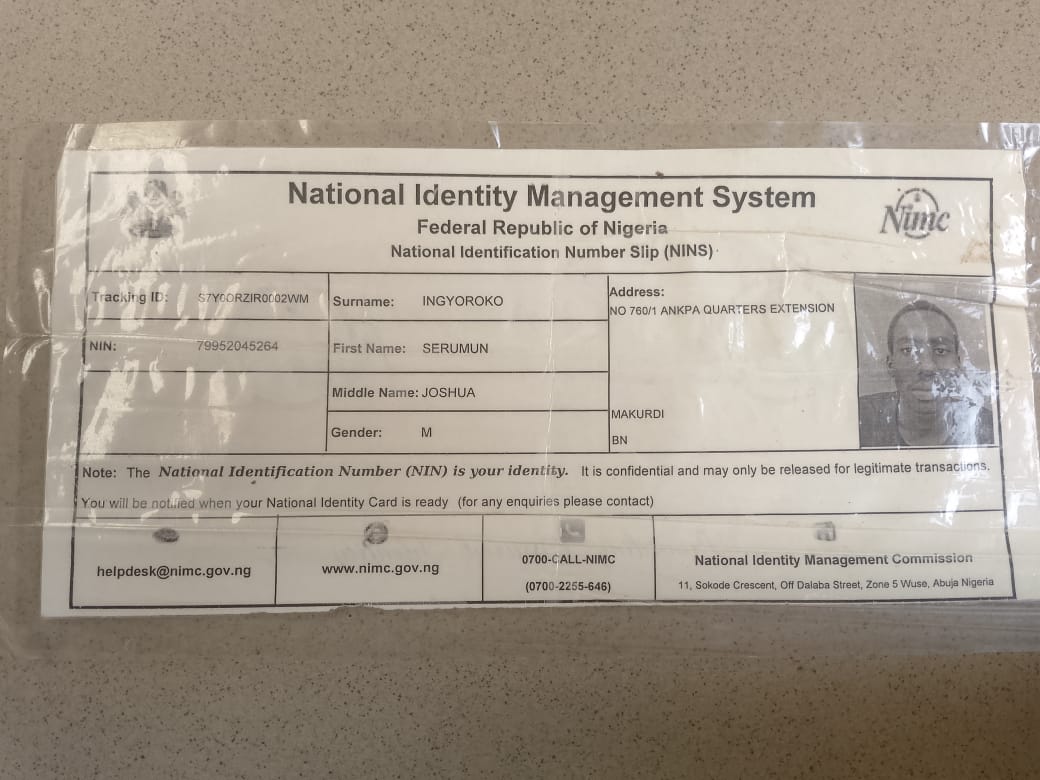 National Identity Management System
Federal Republic of Nigeria
National Identification Number Slip (NINS)
Nimc
Tracking ID: S7Y0ORZIR0002WM
Surname: INGYOROKO
Address:
NO 760/1 ANKPA QUARTERS EXTENSION
NIN: 79952045264
First Name: SERUMUN
Middle Name: JOSHUA
MAKURDI
Gender: M
BN
Note: The National Identification Number (NIN) is your identity. It is confidential and may only be released for legitimate transactions.
You will be notified when your National Identity Card is ready (for any enquiries please contact)
helpdesk@nimc.gov.ng
www.nimc.gov.ng
0700-CALL-NIMC
(0700-2255-646)
National Identity Management Commission
11, Sokode Crescent, Off Dalaba Street, Zone 5 Wuse, Abuja Nigeria